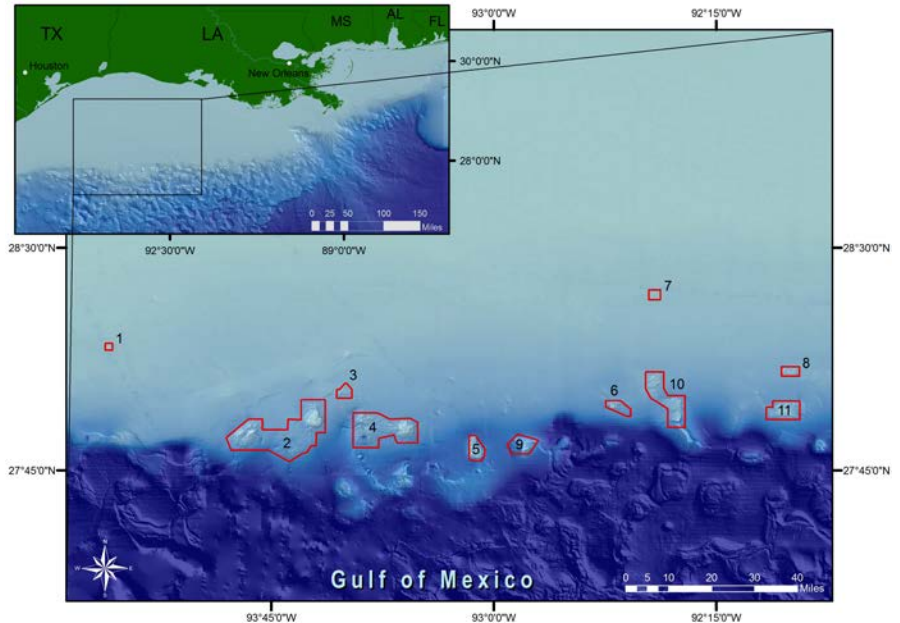 93°0'0"W
92°15'0"W
TX
LA
MS
AL
FL
Houston
New Orleans
30°0'0"N
28°0'0"N
0 25 50 100 150
Miles
92°30'0"W
89°0'0"W
28°30'0"N
28°30'0"N
1
2
3
4
5
6
7
8
9
10
11
27°45'0"N
27°45'0"N
N
W
E
S
Gulf of Mexico
0 5 10 20 30 40
Miles
93°45'0"W
93°0'0"W
92°15'0"W